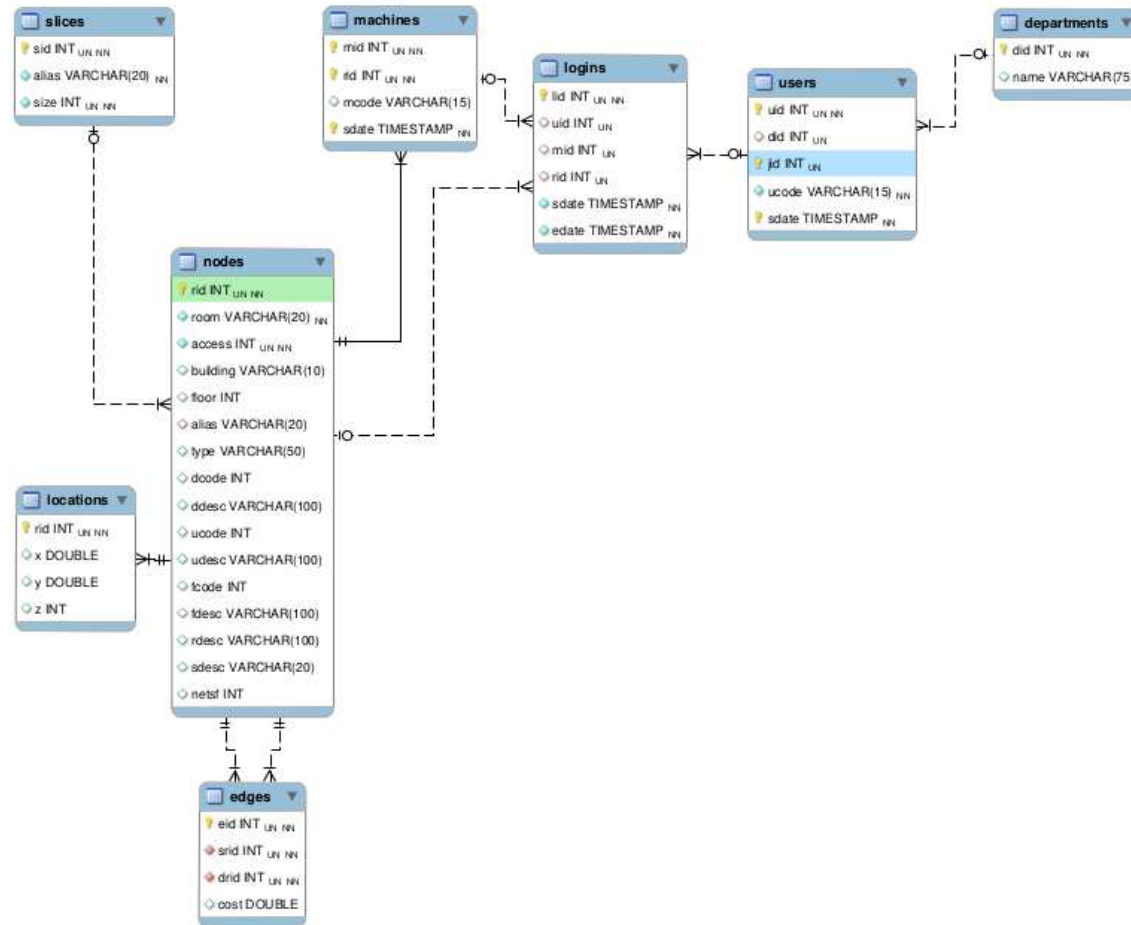 slices
sid INT UN NN
alias VARCHAR(20) NN
size INT UN NN
machines
mid INT UN NN
rid INT UN NN
mcode VARCHAR(15)
sdate TIMESTAMP NN
logins
lid INT UN NN
uid INT UN
mid INT UN
rid INT UN
sdate TIMESTAMP NN
edate TIMESTAMP NN
users
uid INT UN NN
did INT UN
jid INT UN
ucode VARCHAR(15) NN
sdate TIMESTAMP NN
departments
did INT UN NN
name VARCHAR(75
nodes
rid INT UN NN
room VARCHAR(20) NN
access INT UN NN
building VARCHAR(10)
floor INT
alias VARCHAR(20)
type VARCHAR(50)
dcode INT
ddesc VARCHAR(100)
ucode INT
udesc VARCHAR(100)
fcode INT
fdesc VARCHAR(100)
rdesc VARCHAR(100)
sdesc VARCHAR(20)
netsf INT
locations
rid INT UN NN
x DOUBLE
y DOUBLE
z INT
edges
eid INT UN NN
srid INT UN NN
drid INT UN NN
cost DOUBLE